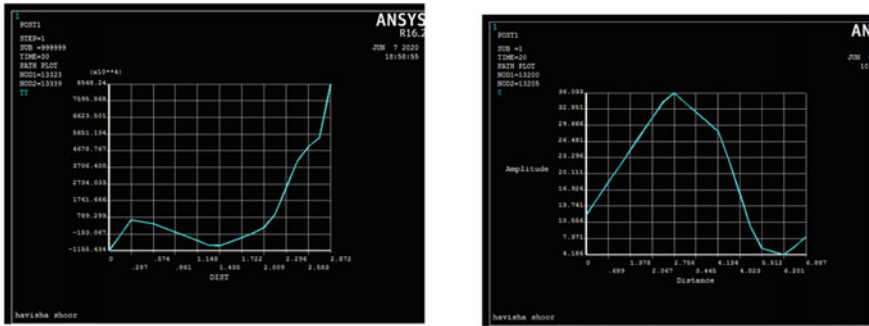 1
POST1
STEP=1
SUB =999999
TIME=30
PATH PLOT
NOD1=13323
NOD2=13339
TT
ANSYS
R16.2
JUN 7 2020
18:58:55
(x10**4)
8568.24
7595.868
6623.501
5651.134
4678.767
3706.400
2734.033
1761.666
789.299
-183.067
-1155.434
0 .574 1.148 1.722 2.296 2.872
.287 .861 1.435 2.009 2.583
DIST
havisha shoor
1
POST1
SUB =1
TIME=20
PATH PLOT
NOD1=13200
NOD2=13205
T
AN
JUN
10
36.033
32.851
29.666
26.481
23.296
20.111
16.926
13.741
10.556
7.371
4.186
Amplitude
0 1.378 2.756 4.134 5.512 6.887
.689 2.067 3.445 4.823 6.201
Distance
havisha shoor